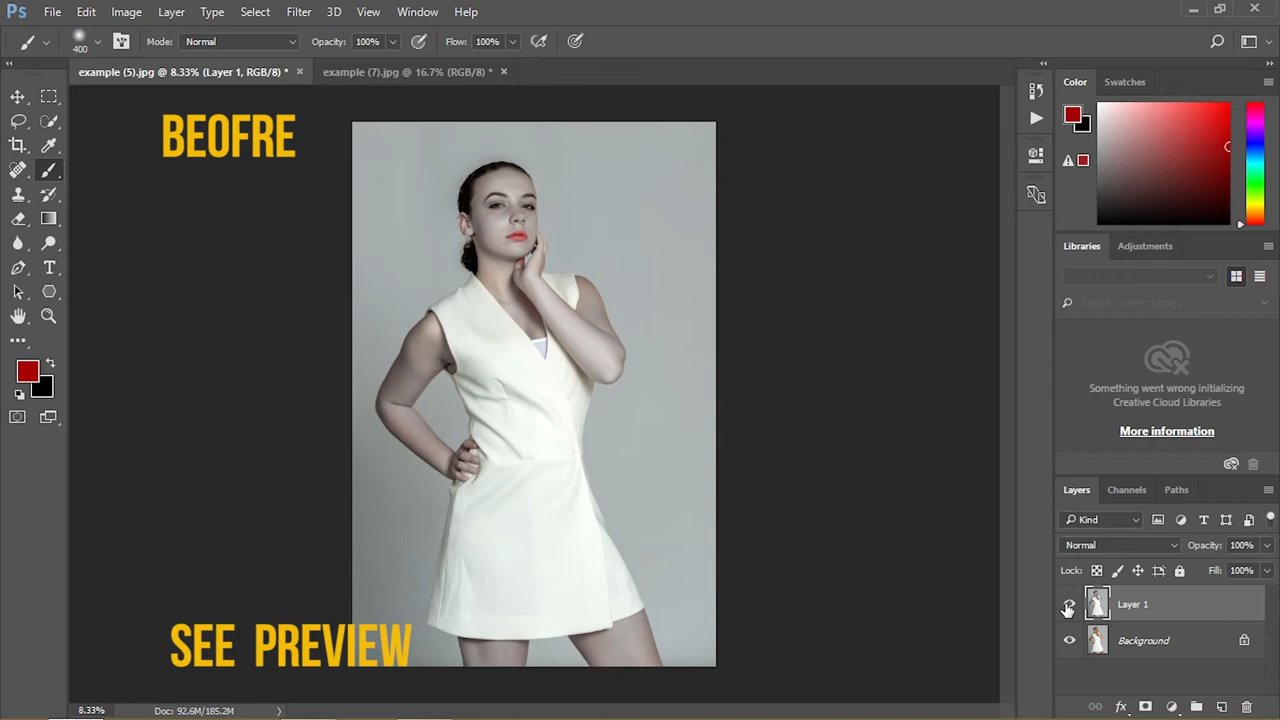 Ps File Edit Image Layer Type Select Filter 3D View Window Help
400 Mode: Normal Opacity: 100% Flow: 100%
example (5).jpg @ 8.33% (Layer 1, RGB/8) * × example (7).jpg @ 16.7% (RGB/8) * ×
Color Swatches
BEOFRE
Libraries Adjustments
Search Current Library
Something went wrong initializing
Creative Cloud Libraries
More information
Layers Channels Paths
Kind
Normal Opacity: 100%
Lock: Fill: 100%
Layer 1
Background
SEE PREVIEW
8.33% Doc: 92.6M/185.2M